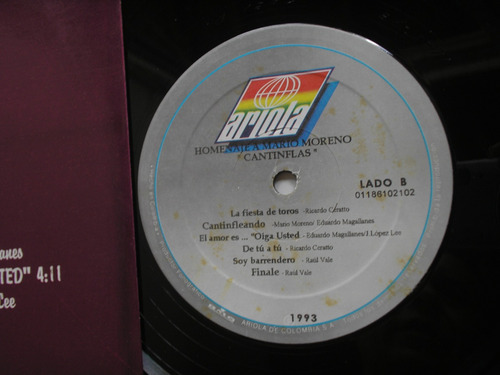 ariola
HOMENAJE A MARIO MORENO
"CANTINFLAS"
LADO B
01186102102
La fiesta de toros - Ricardo Ceratto
Cantinfleando - Mario Moreno/ Eduardo Magallanes
El amor es ... "Oiga Usted - Eduardo Magallanes/I López Lee
De tú a tú - Ricardo Ceratto
Soy barrendero - Raúl Vale
Finale - Raúl Vale
1993
ARIOLA DE COLOMBIA S.A.
anes
TED" 4:11
Lee